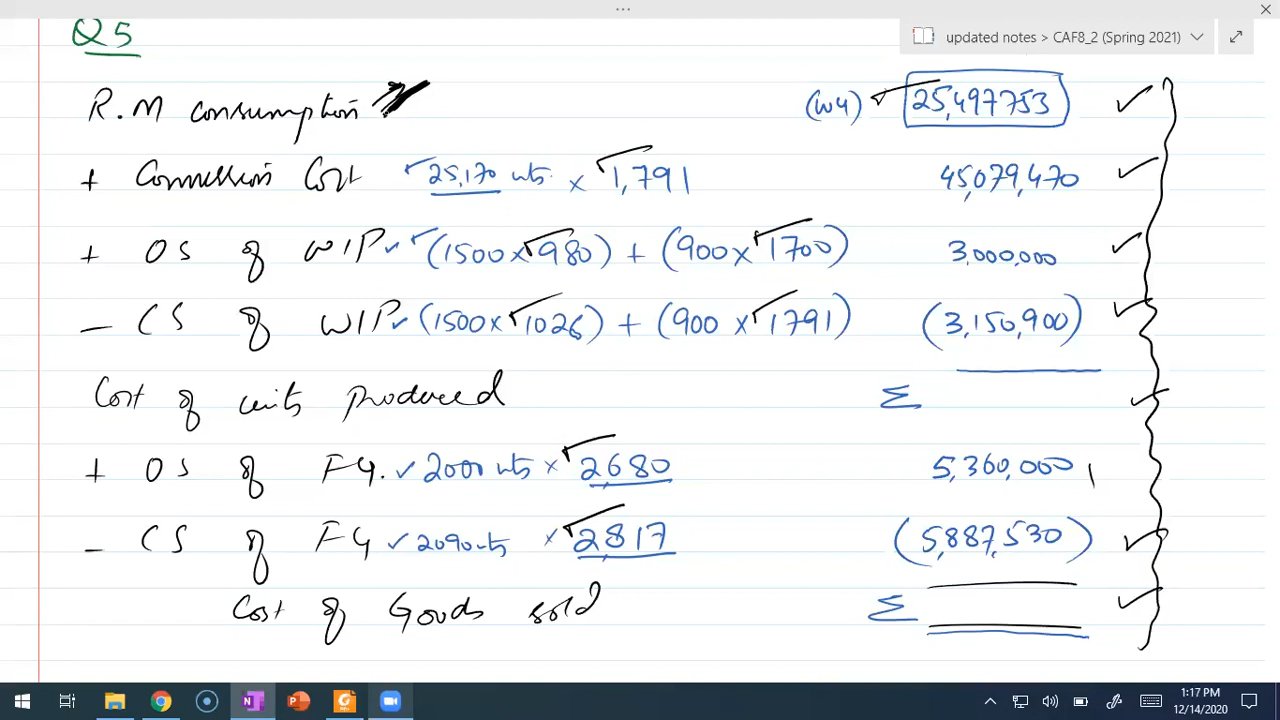 ...
updated notes > CAF8_2 (Spring 2021)
Q5
R.M consumption (W4) 25,497753
+ Conversion Cost 25,170 uts. × 1,791 45,079,470
+ OS of WIP (1500×980) + (900×1700) 3,000,000
- CS of WIP (1500×1026) + (900 ×1791) (3,150,900)
Cost of units produced Σ
+ OS of FG. 2000 uts × 2680 5,360,000
- CS of FG 2090 uts × 2817 (5,887,530)
Cost of Goods sold Σ
1:17 PM
12/14/2020